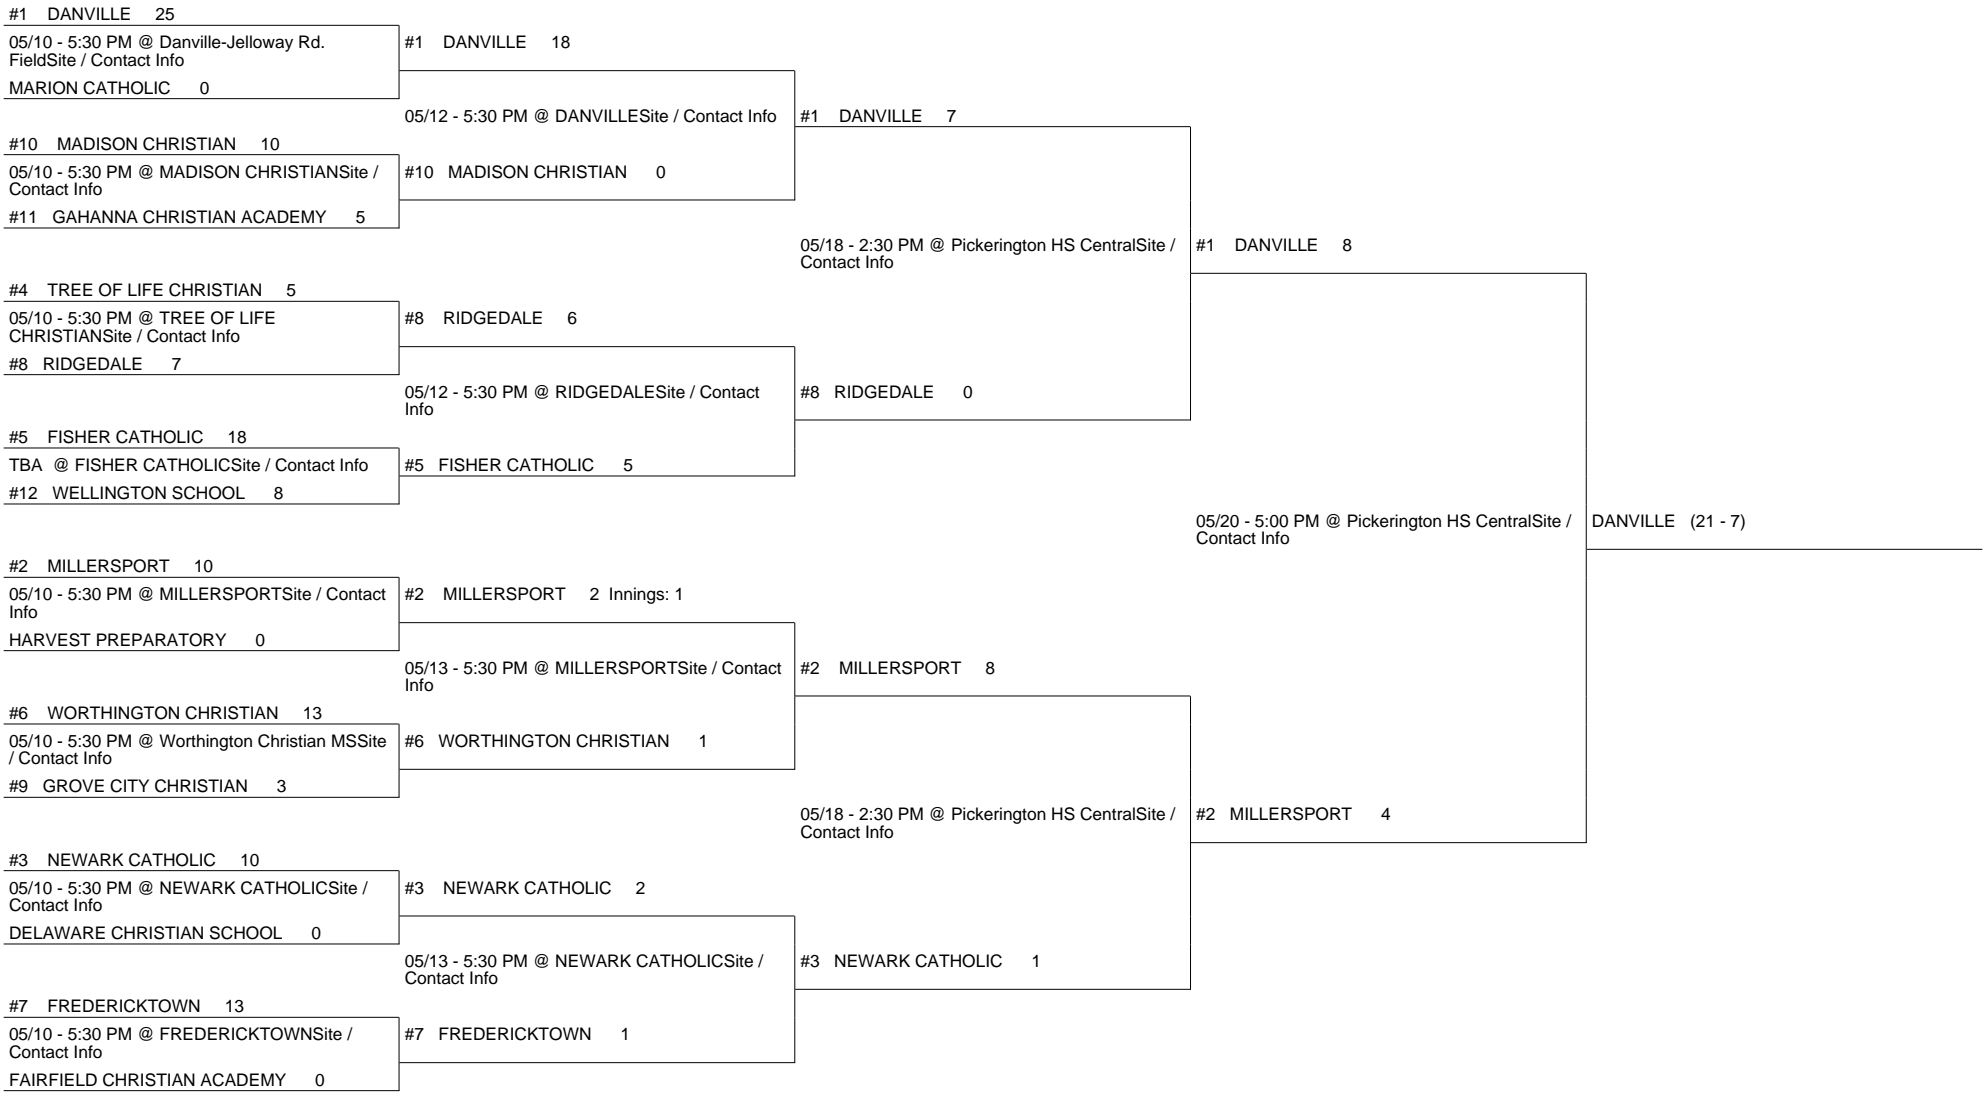 #1 DANVILLE 25
05/10 - 5:30 PM @ Danville-Jelloway Rd.
FieldSite / Contact Info
MARION CATHOLIC 0
#10 MADISON CHRISTIAN 10
05/10 - 5:30 PM @ MADISON CHRISTIANSite /
Contact Info
#11 GAHANNA CHRISTIAN ACADEMY 5
#4 TREE OF LIFE CHRISTIAN 5
05/10 - 5:30 PM @ TREE OF LIFE
CHRISTIANSite / Contact Info
#8 RIDGEDALE 7
#5 FISHER CATHOLIC 18
TBA @ FISHER CATHOLICSite / Contact Info
#12 WELLINGTON SCHOOL 8
#2 MILLERSPORT 10
05/10 - 5:30 PM @ MILLERSPORTSite / Contact
Info
HARVEST PREPARATORY 0
#6 WORTHINGTON CHRISTIAN 13
05/10 - 5:30 PM @ Worthington Christian MSSite
/ Contact Info
#9 GROVE CITY CHRISTIAN 3
#3 NEWARK CATHOLIC 10
05/10 - 5:30 PM @ NEWARK CATHOLICSite /
Contact Info
DELAWARE CHRISTIAN SCHOOL 0
#7 FREDERICKTOWN 13
05/10 - 5:30 PM @ FREDERICKTOWNSite /
Contact Info
FAIRFIELD CHRISTIAN ACADEMY 0
#1 DANVILLE 18
05/12 - 5:30 PM @ DANVILLESite / Contact Info
#10 MADISON CHRISTIAN 0
#8 RIDGEDALE 6
05/12 - 5:30 PM @ RIDGEDALESite / Contact
Info
#5 FISHER CATHOLIC 5
#2 MILLERSPORT 2 Innings: 1
05/13 - 5:30 PM @ MILLERSPORTSite / Contact
Info
#6 WORTHINGTON CHRISTIAN 1
#3 NEWARK CATHOLIC 2
05/13 - 5:30 PM @ NEWARK CATHOLICSite /
Contact Info
#7 FREDERICKTOWN 1
#1 DANVILLE 7
05/18 - 2:30 PM @ Pickerington HS CentralSite /
Contact Info
#8 RIDGEDALE 0
#2 MILLERSPORT 8
05/18 - 2:30 PM @ Pickerington HS CentralSite /
Contact Info
#3 NEWARK CATHOLIC 1
#1 DANVILLE 8
05/20 - 5:00 PM @ Pickerington HS CentralSite /
Contact Info
#2 MILLERSPORT 4
DANVILLE (21 - 7)